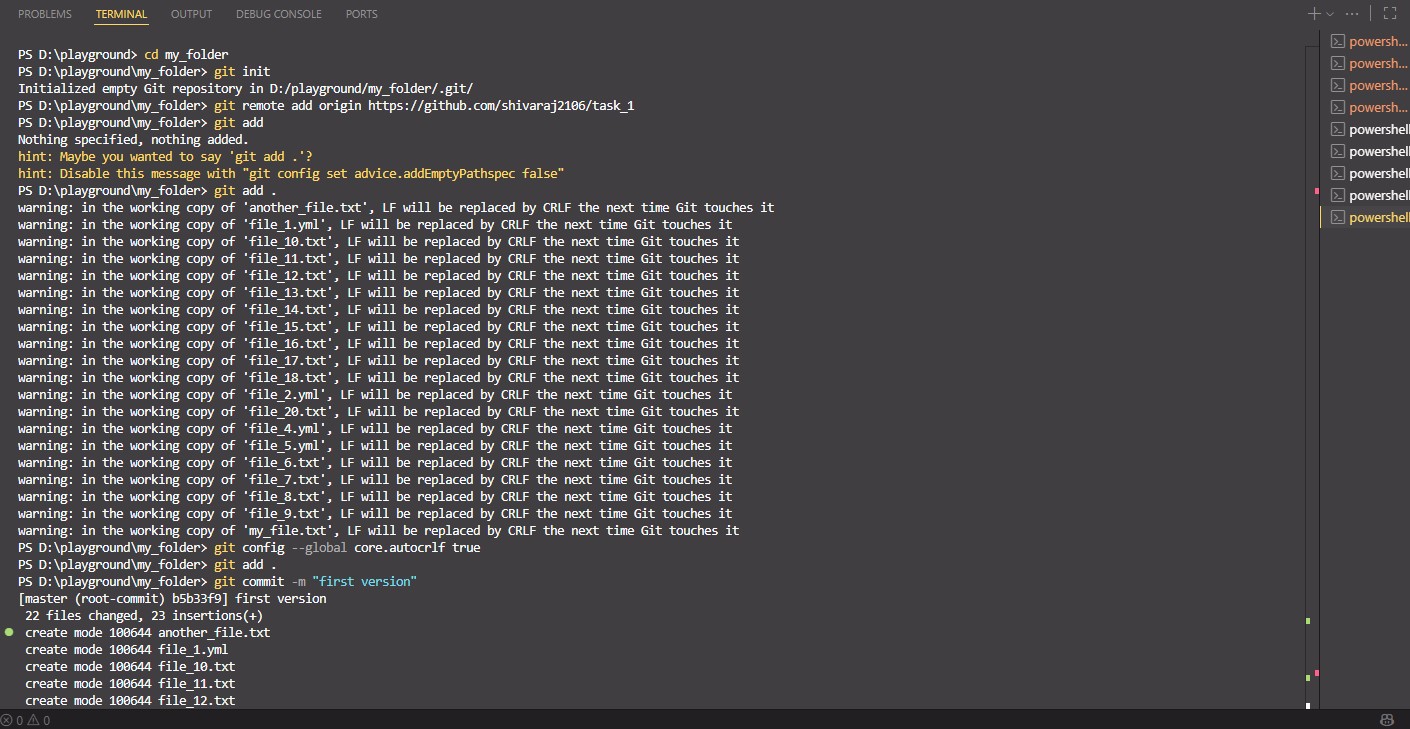 PROBLEMS TERMINAL OUTPUT DEBUG CONSOLE PORTS
PS D:\playground> cd my_folder
PS D:\playground\my_folder> git init
Initialized empty Git repository in D:/playground/my_folder/.git/
PS D:\playground\my_folder> git remote add origin https://github.com/shivaraj2106/task_1
PS D:\playground\my_folder> git add
Nothing specified, nothing added.
hint: Maybe you wanted to say 'git add .'?
hint: Disable this message with "git config set advice.addEmptyPathspec false"
PS D:\playground\my_folder> git add .
warning: in the working copy of 'another_file.txt', LF will be replaced by CRLF the next time Git touches it
warning: in the working copy of 'file_1.yml', LF will be replaced by CRLF the next time Git touches it
warning: in the working copy of 'file_10.txt', LF will be replaced by CRLF the next time Git touches it
warning: in the working copy of 'file_11.txt', LF will be replaced by CRLF the next time Git touches it
warning: in the working copy of 'file_12.txt', LF will be replaced by CRLF the next time Git touches it
warning: in the working copy of 'file_13.txt', LF will be replaced by CRLF the next time Git touches it
warning: in the working copy of 'file_14.txt', LF will be replaced by CRLF the next time Git touches it
warning: in the working copy of 'file_15.txt', LF will be replaced by CRLF the next time Git touches it
warning: in the working copy of 'file_16.txt', LF will be replaced by CRLF the next time Git touches it
warning: in the working copy of 'file_17.txt', LF will be replaced by CRLF the next time Git touches it
warning: in the working copy of 'file_18.txt', LF will be replaced by CRLF the next time Git touches it
warning: in the working copy of 'file_2.yml', LF will be replaced by CRLF the next time Git touches it
warning: in the working copy of 'file_20.txt', LF will be replaced by CRLF the next time Git touches it
warning: in the working copy of 'file_4.yml', LF will be replaced by CRLF the next time Git touches it
warning: in the working copy of 'file_5.yml', LF will be replaced by CRLF the next time Git touches it
warning: in the working copy of 'file_6.txt', LF will be replaced by CRLF the next time Git touches it
warning: in the working copy of 'file_7.txt', LF will be replaced by CRLF the next time Git touches it
warning: in the working copy of 'file_8.txt', LF will be replaced by CRLF the next time Git touches it
warning: in the working copy of 'file_9.txt', LF will be replaced by CRLF the next time Git touches it
warning: in the working copy of 'my_file.txt', LF will be replaced by CRLF the next time Git touches it
PS D:\playground\my_folder> git config --global core.autocrlf true
PS D:\playground\my_folder> git add .
PS D:\playground\my_folder> git commit -m "first version"
[master (root-commit) b5b33f9] first version
22 files changed, 23 insertions(+)
create mode 100644 another_file.txt
create mode 100644 file_1.yml
create mode 100644 file_10.txt
create mode 100644 file_11.txt
create mode 100644 file_12.txt
powersh...
powersh...
powersh...
powersh...
powershell
powershell
powershell
powershell
powershell
0 0